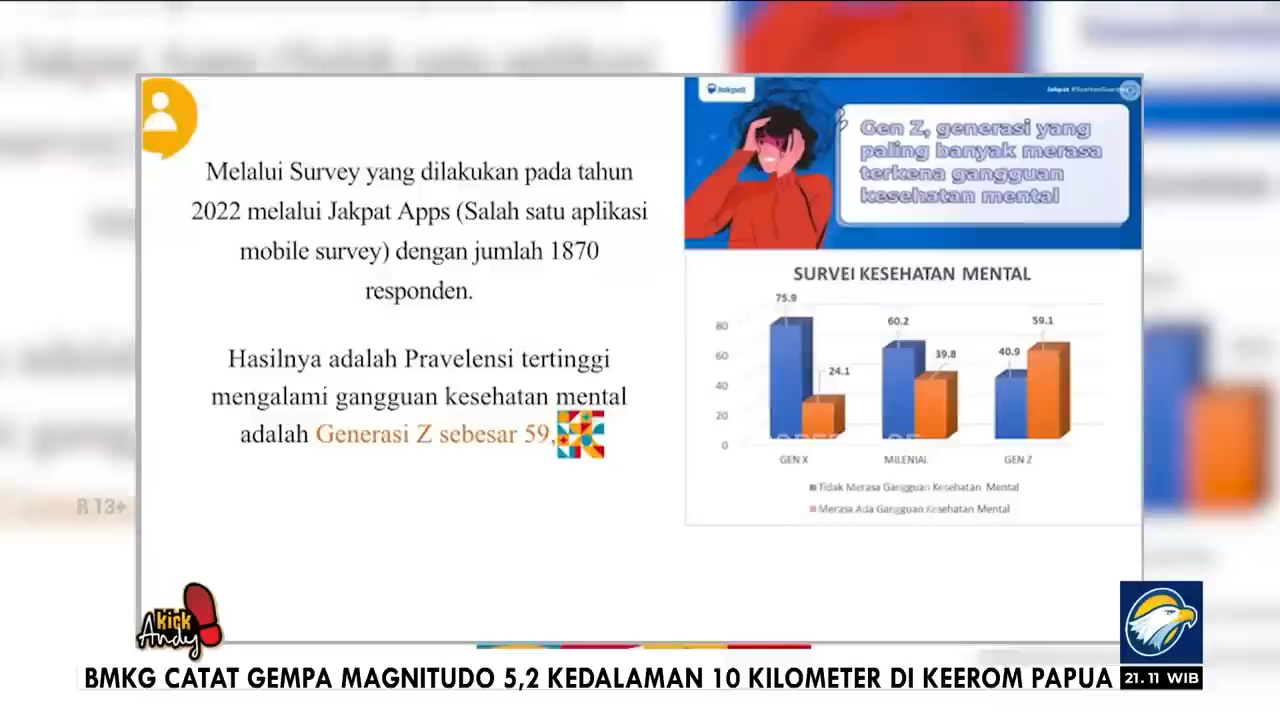 Melalui Survey yang dilakukan pada tahun
2022 melalui Jakpat Apps (Salah satu aplikasi
mobile survey) dengan jumlah 1870
responden.
Hasilnya adalah Pravelensi tertinggi
mengalami gangguan kesehatan mental
adalah Generasi Z sebesar 59,
Jakpat
Jakpat
Gen Z, generasi yang
paling banyak merasa
terkena gangguan
kesehatan mental
SURVEI KESEHATAN MENTAL
75.9
24.1
60.2
39.8
40.9
59.1
80
60
40
20
0
GEN X
MILENIAL
GEN Z
Tidak Merasa Gangguan Kesehatan Mental
Merasa Ada Gangguan Kesehatan Mental
R 13+
kick
Andy
BMKG CATAT GEMPA MAGNITUDO 5,2 KEDALAMAN 10 KILOMETER DI KEEROM PAPUA
21. 11 WIB